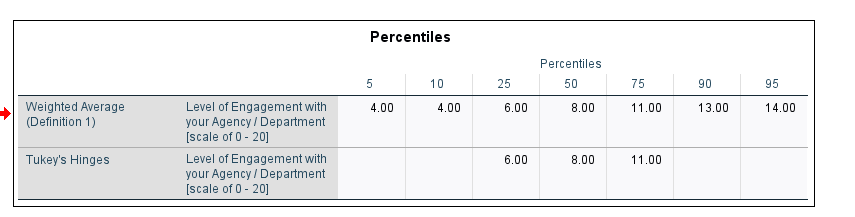 Percentiles
Percentiles
5 10 25 50 75 90 95
Weighted Average Level of Engagement with 4.00 4.00 6.00 8.00 11.00 13.00 14.00
(Definition 1) your Agency / Department
[scale of 0 - 20]
Tukey's Hinges Level of Engagement with 6.00 8.00 11.00
your Agency / Department
[scale of 0 - 20]